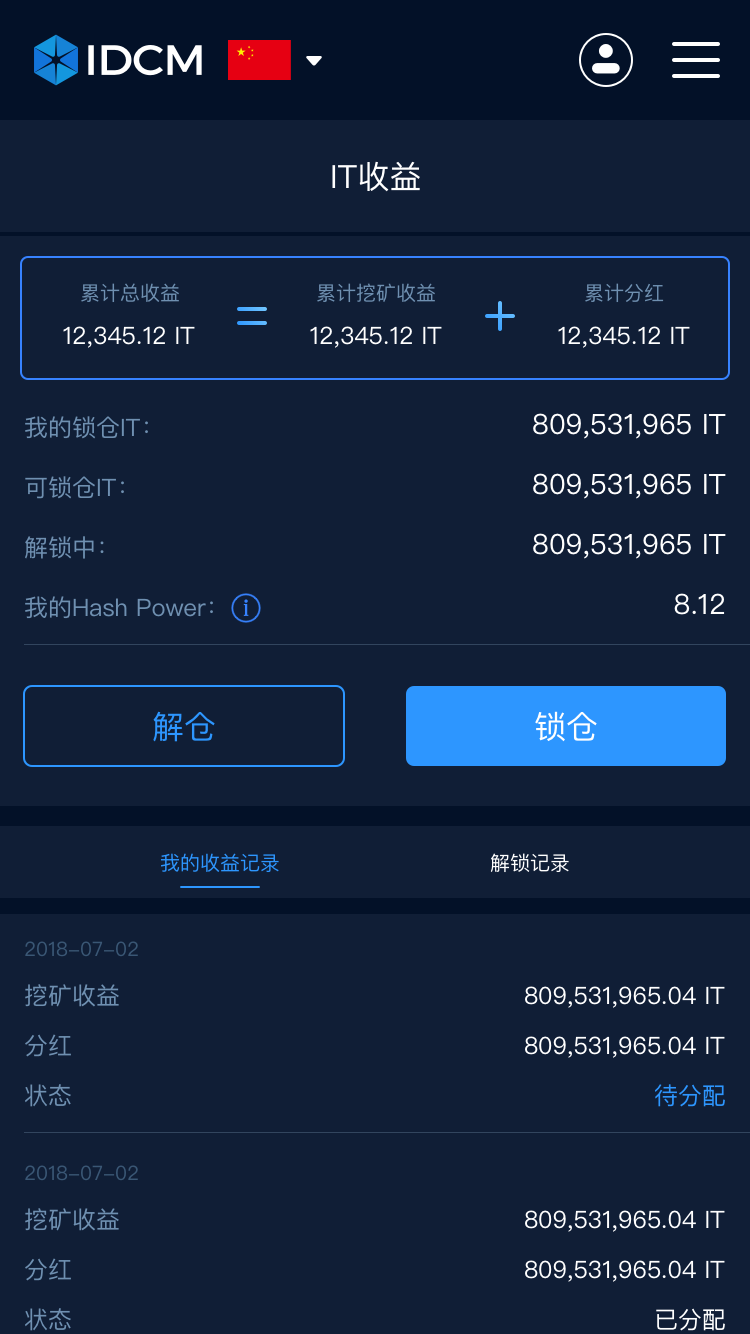 IDCM
IT收益
累计总收益 累计挖矿收益 累计分红
12,345.12 IT = 12,345.12 IT + 12,345.12 IT
我的锁仓IT： 809,531,965 IT
可锁仓IT： 809,531,965 IT
解锁中： 809,531,965 IT
我的Hash Power： i 8.12
解仓 锁仓
我的收益记录 解锁记录
2018-07-02
挖矿收益 809,531,965.04 IT
分红 809,531,965.04 IT
状态 待分配
2018-07-02
挖矿收益 809,531,965.04 IT
分红 809,531,965.04 IT
状态 已分配